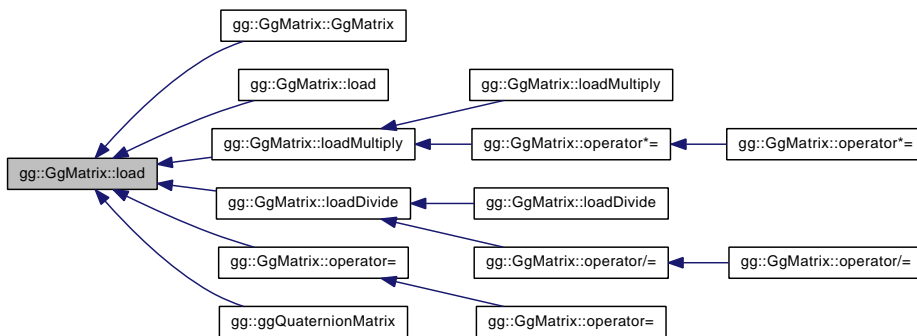 gg::GgMatrix::GgMatrix
gg::GgMatrix::load
gg::GgMatrix::loadMultiply
gg::GgMatrix::loadMultiply
gg::GgMatrix::operator*=
gg::GgMatrix::operator*=
gg::GgMatrix::load
gg::GgMatrix::loadDivide
gg::GgMatrix::loadDivide
gg::GgMatrix::operator=
gg::GgMatrix::operator/=
gg::GgMatrix::operator/=
gg::ggQuaternionMatrix
gg::GgMatrix::operator=